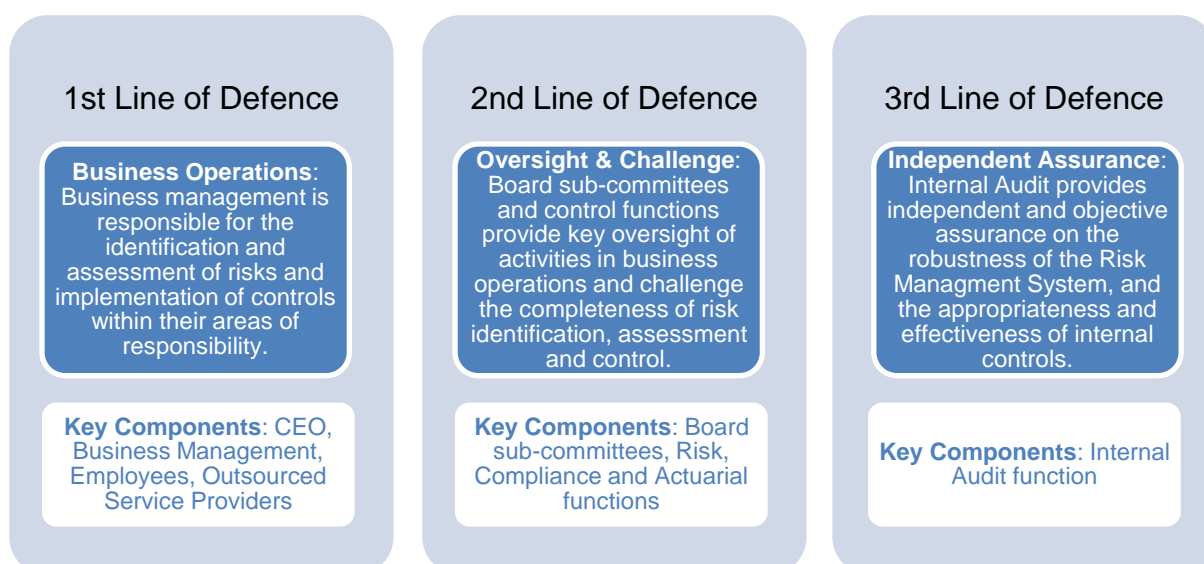 1st Line of Defence
Business Operations:
Business management is
responsible for the
identification and
assessment of risks and
implementation of controls
within their areas of
responsibility.
Key Components: CEO,
Business Management,
Employees, Outsourced
Service Providers
2nd Line of Defence
Oversight & Challenge:
Board sub-committees
and control functions
provide key oversight of
activities in business
operations and challenge
the completeness of risk
identification, assessment
and control.
Key Components: Board
sub-committees, Risk,
Compliance and Actuarial
functions
3rd Line of Defence
Independent Assurance:
Internal Audit provides
independent and objective
assurance on the
robustness of the Risk
Managment System, and
the appropriateness and
effectiveness of internal
controls.
Key Components: Internal
Audit function